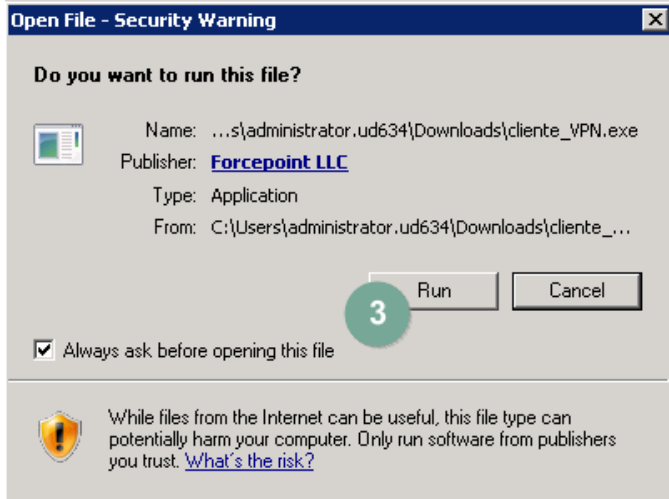 Open File - Security Warning
Do you want to run this file?
Name: ...s\administrator.ud634\Downloads\cliente_VPN.exe
Publisher: Forcepoint LLC
Type: Application
From: C:\Users\administrator.ud634\Downloads\cliente_...
Run Cancel
3
Always ask before opening this file
While files from the Internet can be useful, this file type can
potentially harm your computer. Only run software from publishers
you trust. What's the risk?